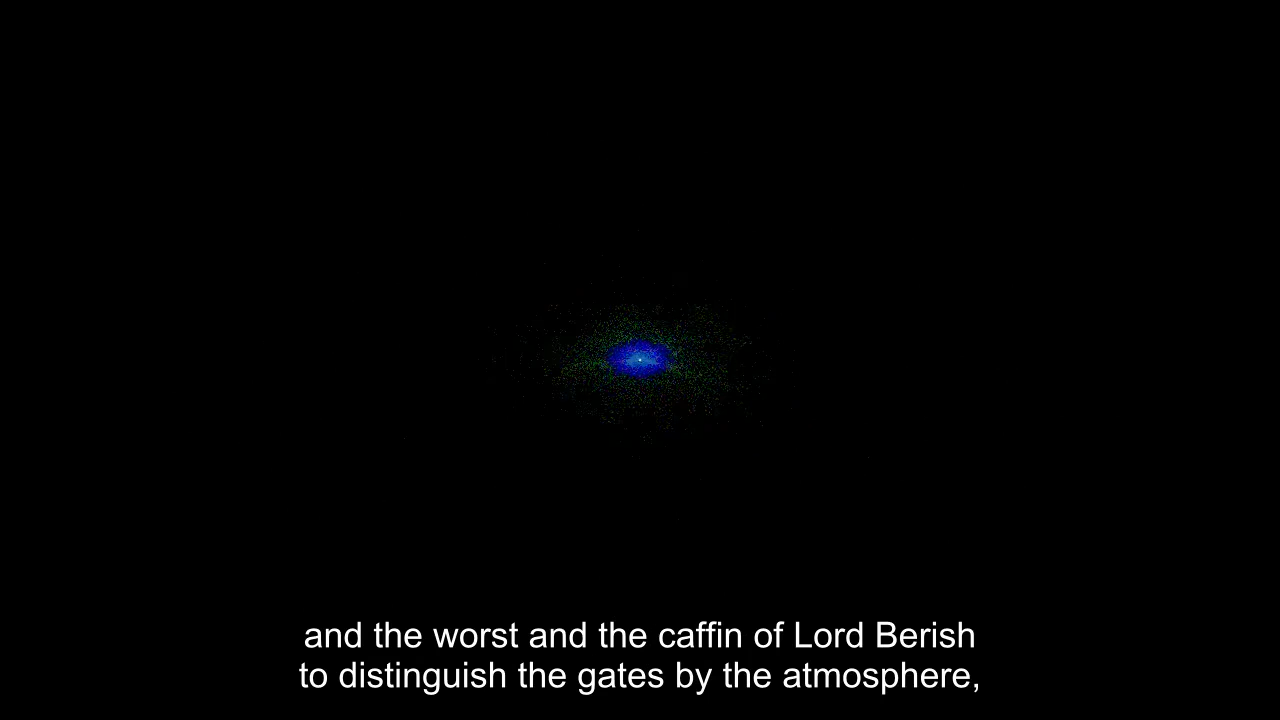 and the worst and the caffin of Lord Berish
to distinguish the gates by the atmosphere,